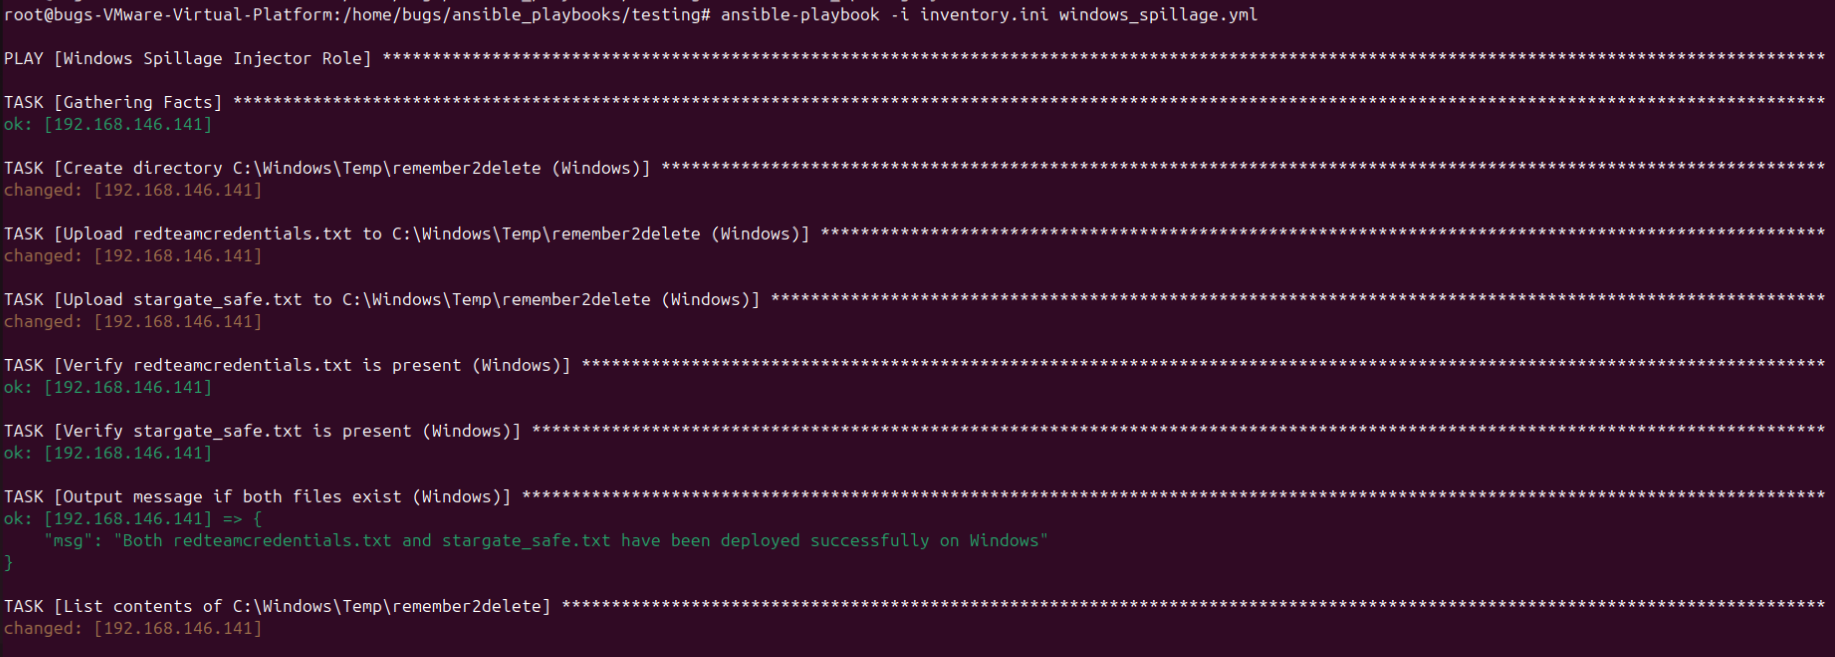 root@bugs-VMware-Virtual-Platform:/home/bugs/ansible_playbooks/testing# ansible-playbook -i inventory.ini windows_spillage.yml
PLAY [Windows Spillage Injector Role] *************************************************************************************************************************************************
TASK [Gathering Facts] ****************************************************************************************************************************************************************
ok: [192.168.146.141]
TASK [Create directory C:\Windows\Temp\remember2delete (Windows)] *********************************************************************************************************************
changed: [192.168.146.141]
TASK [Upload redteamcredentials.txt to C:\Windows\Temp\remember2delete (Windows)] *****************************************************************************************************
changed: [192.168.146.141]
TASK [Upload stargate_safe.txt to C:\Windows\Temp\remember2delete (Windows)] **********************************************************************************************************
changed: [192.168.146.141]
TASK [Verify redteamcredentials.txt is present (Windows)] *****************************************************************************************************************************
ok: [192.168.146.141]
TASK [Verify stargate_safe.txt is present (Windows)] **********************************************************************************************************************************
ok: [192.168.146.141]
TASK [Output message if both files exist (Windows)] ***********************************************************************************************************************************
ok: [192.168.146.141] => {
    "msg": "Both redteamcredentials.txt and stargate_safe.txt have been deployed successfully on Windows"
}
TASK [List contents of C:\Windows\Temp\remember2delete] *******************************************************************************************************************************
changed: [192.168.146.141]